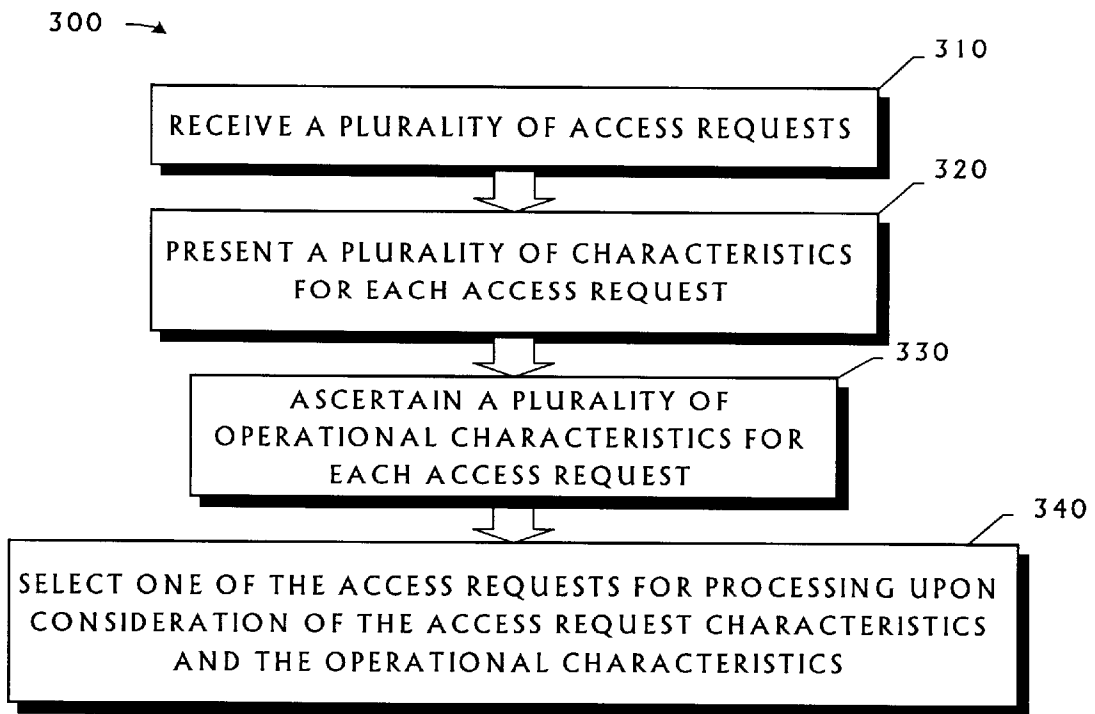 300
310
RECEIVE A PLURALITY OF ACCESS REQUESTS
320
PRESENT A PLURALITY OF CHARACTERISTICS
FOR EACH ACCESS REQUEST
330
ASCERTAIN A PLURALITY OF
OPERATIONAL CHARACTERISTICS FOR
EACH ACCESS REQUEST
340
SELECT ONE OF THE ACCESS REQUESTS FOR PROCESSING UPON
CONSIDERATION OF THE ACCESS REQUEST CHARACTERISTICS
AND THE OPERATIONAL CHARACTERISTICS